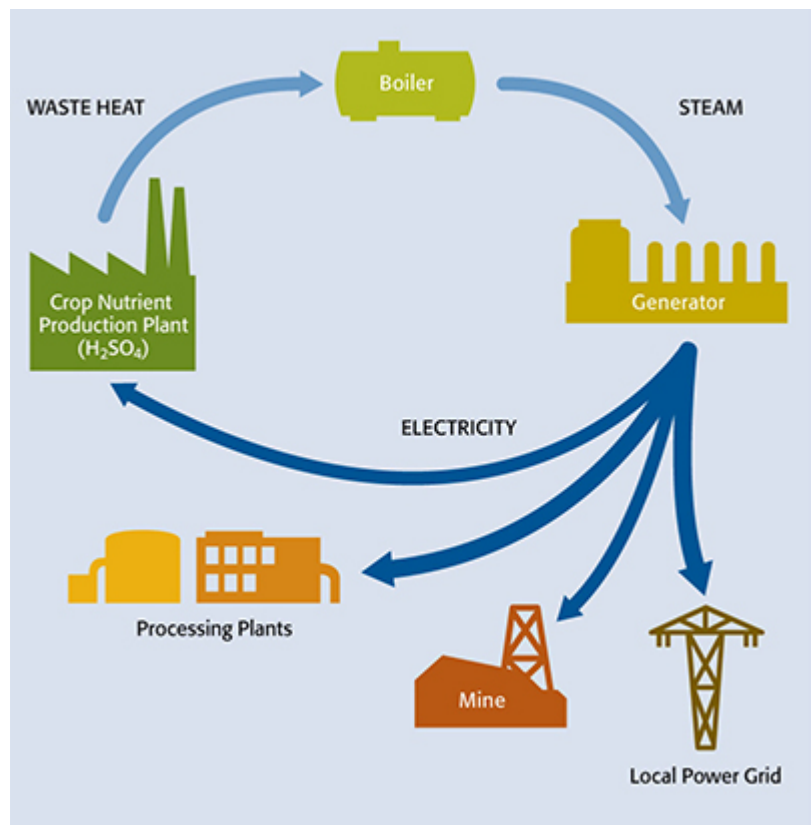 Boiler
WASTE HEAT
STEAM
Crop Nutrient
Production Plant
(H₂SO₄)
Generator
ELECTRICITY
Processing Plants
Mine
Local Power Grid